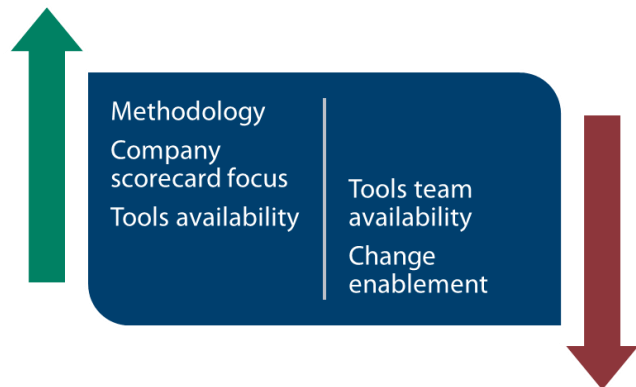 Methodology
Company
scorecard focus
Tools availability
Tools team
availability
Change
enablement